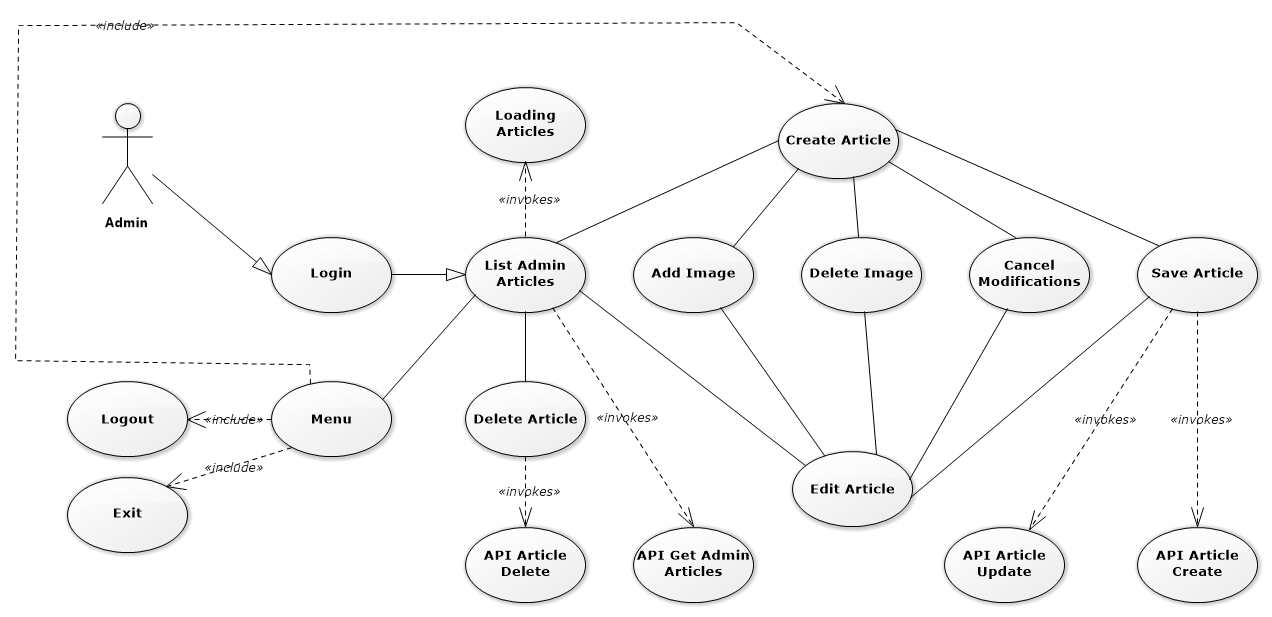 «include»
Loading
Articles
Create Article
«invokes»
Admin
Login
List Admin
Articles
Add Image
Delete Image
Cancel
Modifications
Save Article
Logout
«include»
Menu
Delete Article
«invokes»
«invokes»
«invokes»
«include»
Exit
«invokes»
Edit Article
API Article
Delete
API Get Admin
Articles
API Article
Update
API Article
Create